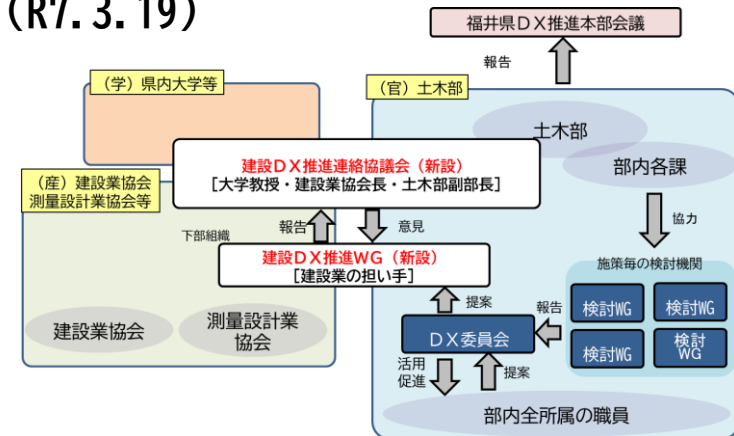 (R7.3.19)
福井県ＤＸ推進本部会議
報告
（学）県内大学等
（官）土木部
土木部
建設ＤＸ推進連絡協議会（新設）
［大学教授・建設業協会長・土木部副部長］
部内各課
（産）建設業協会
測量設計業協会等
協力
下部組織
報告
意見
建設ＤＸ推進WG（新設）
［建設業の担い手］
施策毎の検討機関
提案
報告
検討WG
検討WG
建設業協会
測量設計業
協会
ＤＸ委員会
検討WG
検討
WG
活用
促進
提案
部内全所属の職員